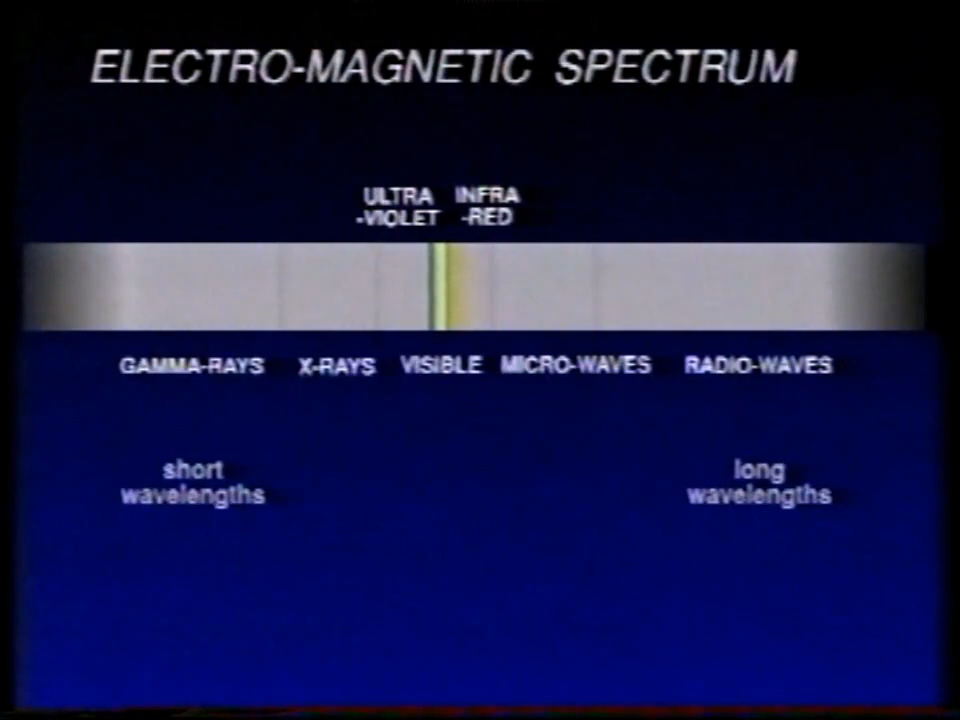 ELECTRO-MAGNETIC SPECTRUM
ULTRA INFRA
-VIOLET -RED
GAMMA-RAYS X-RAYS VISIBLE MICRO-WAVES RADIO-WAVES
short long
wavelengths wavelengths